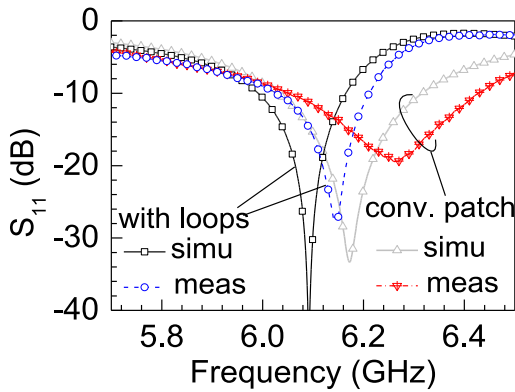 0
-10
-20
-30
-40
S11 (dB)
with loops
simu
meas
conv. patch
simu
meas
5.8
6.0
6.2
6.4
Frequency (GHz)